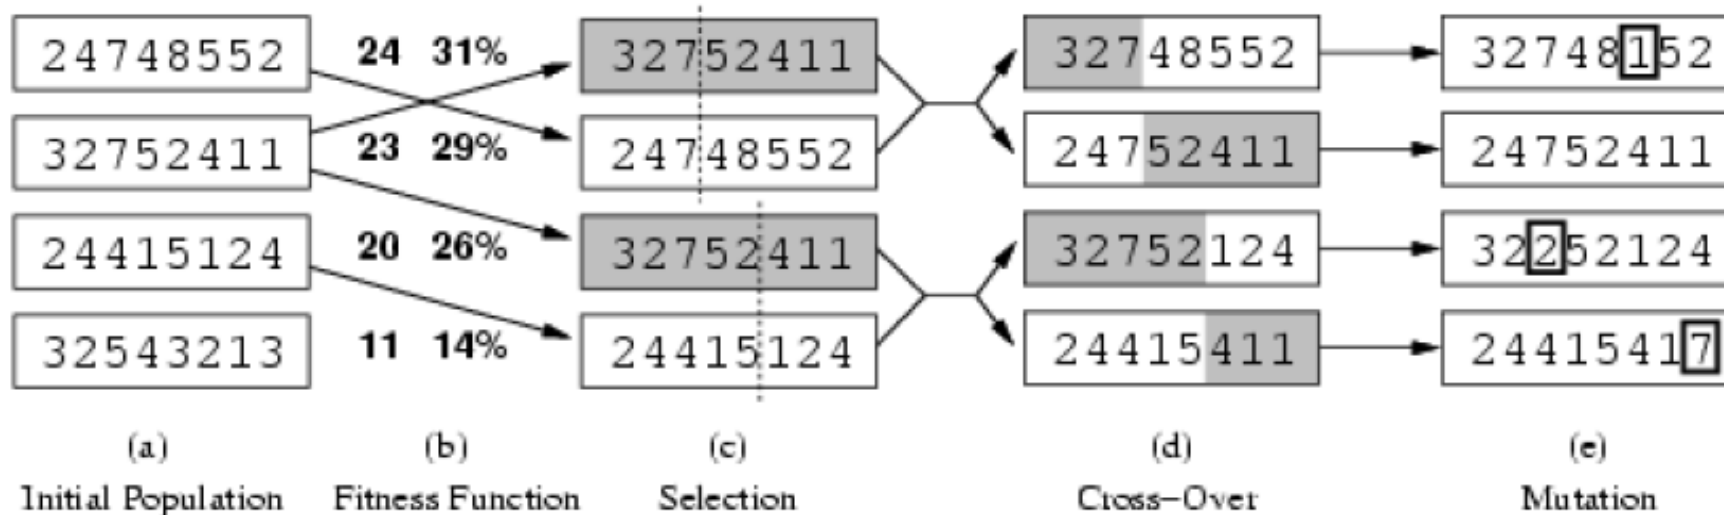 24748552 24 31% 32752411 32748552 32748152
32752411 23 29% 24748552 24752411 24752411
24415124 20 26% 32752411 32752124 32252124
32543213 11 14% 24415124 24415411 24415417
(a) (b) (c) (d) (e)
Initial Population Fitness Function Selection Cross–Over Mutation